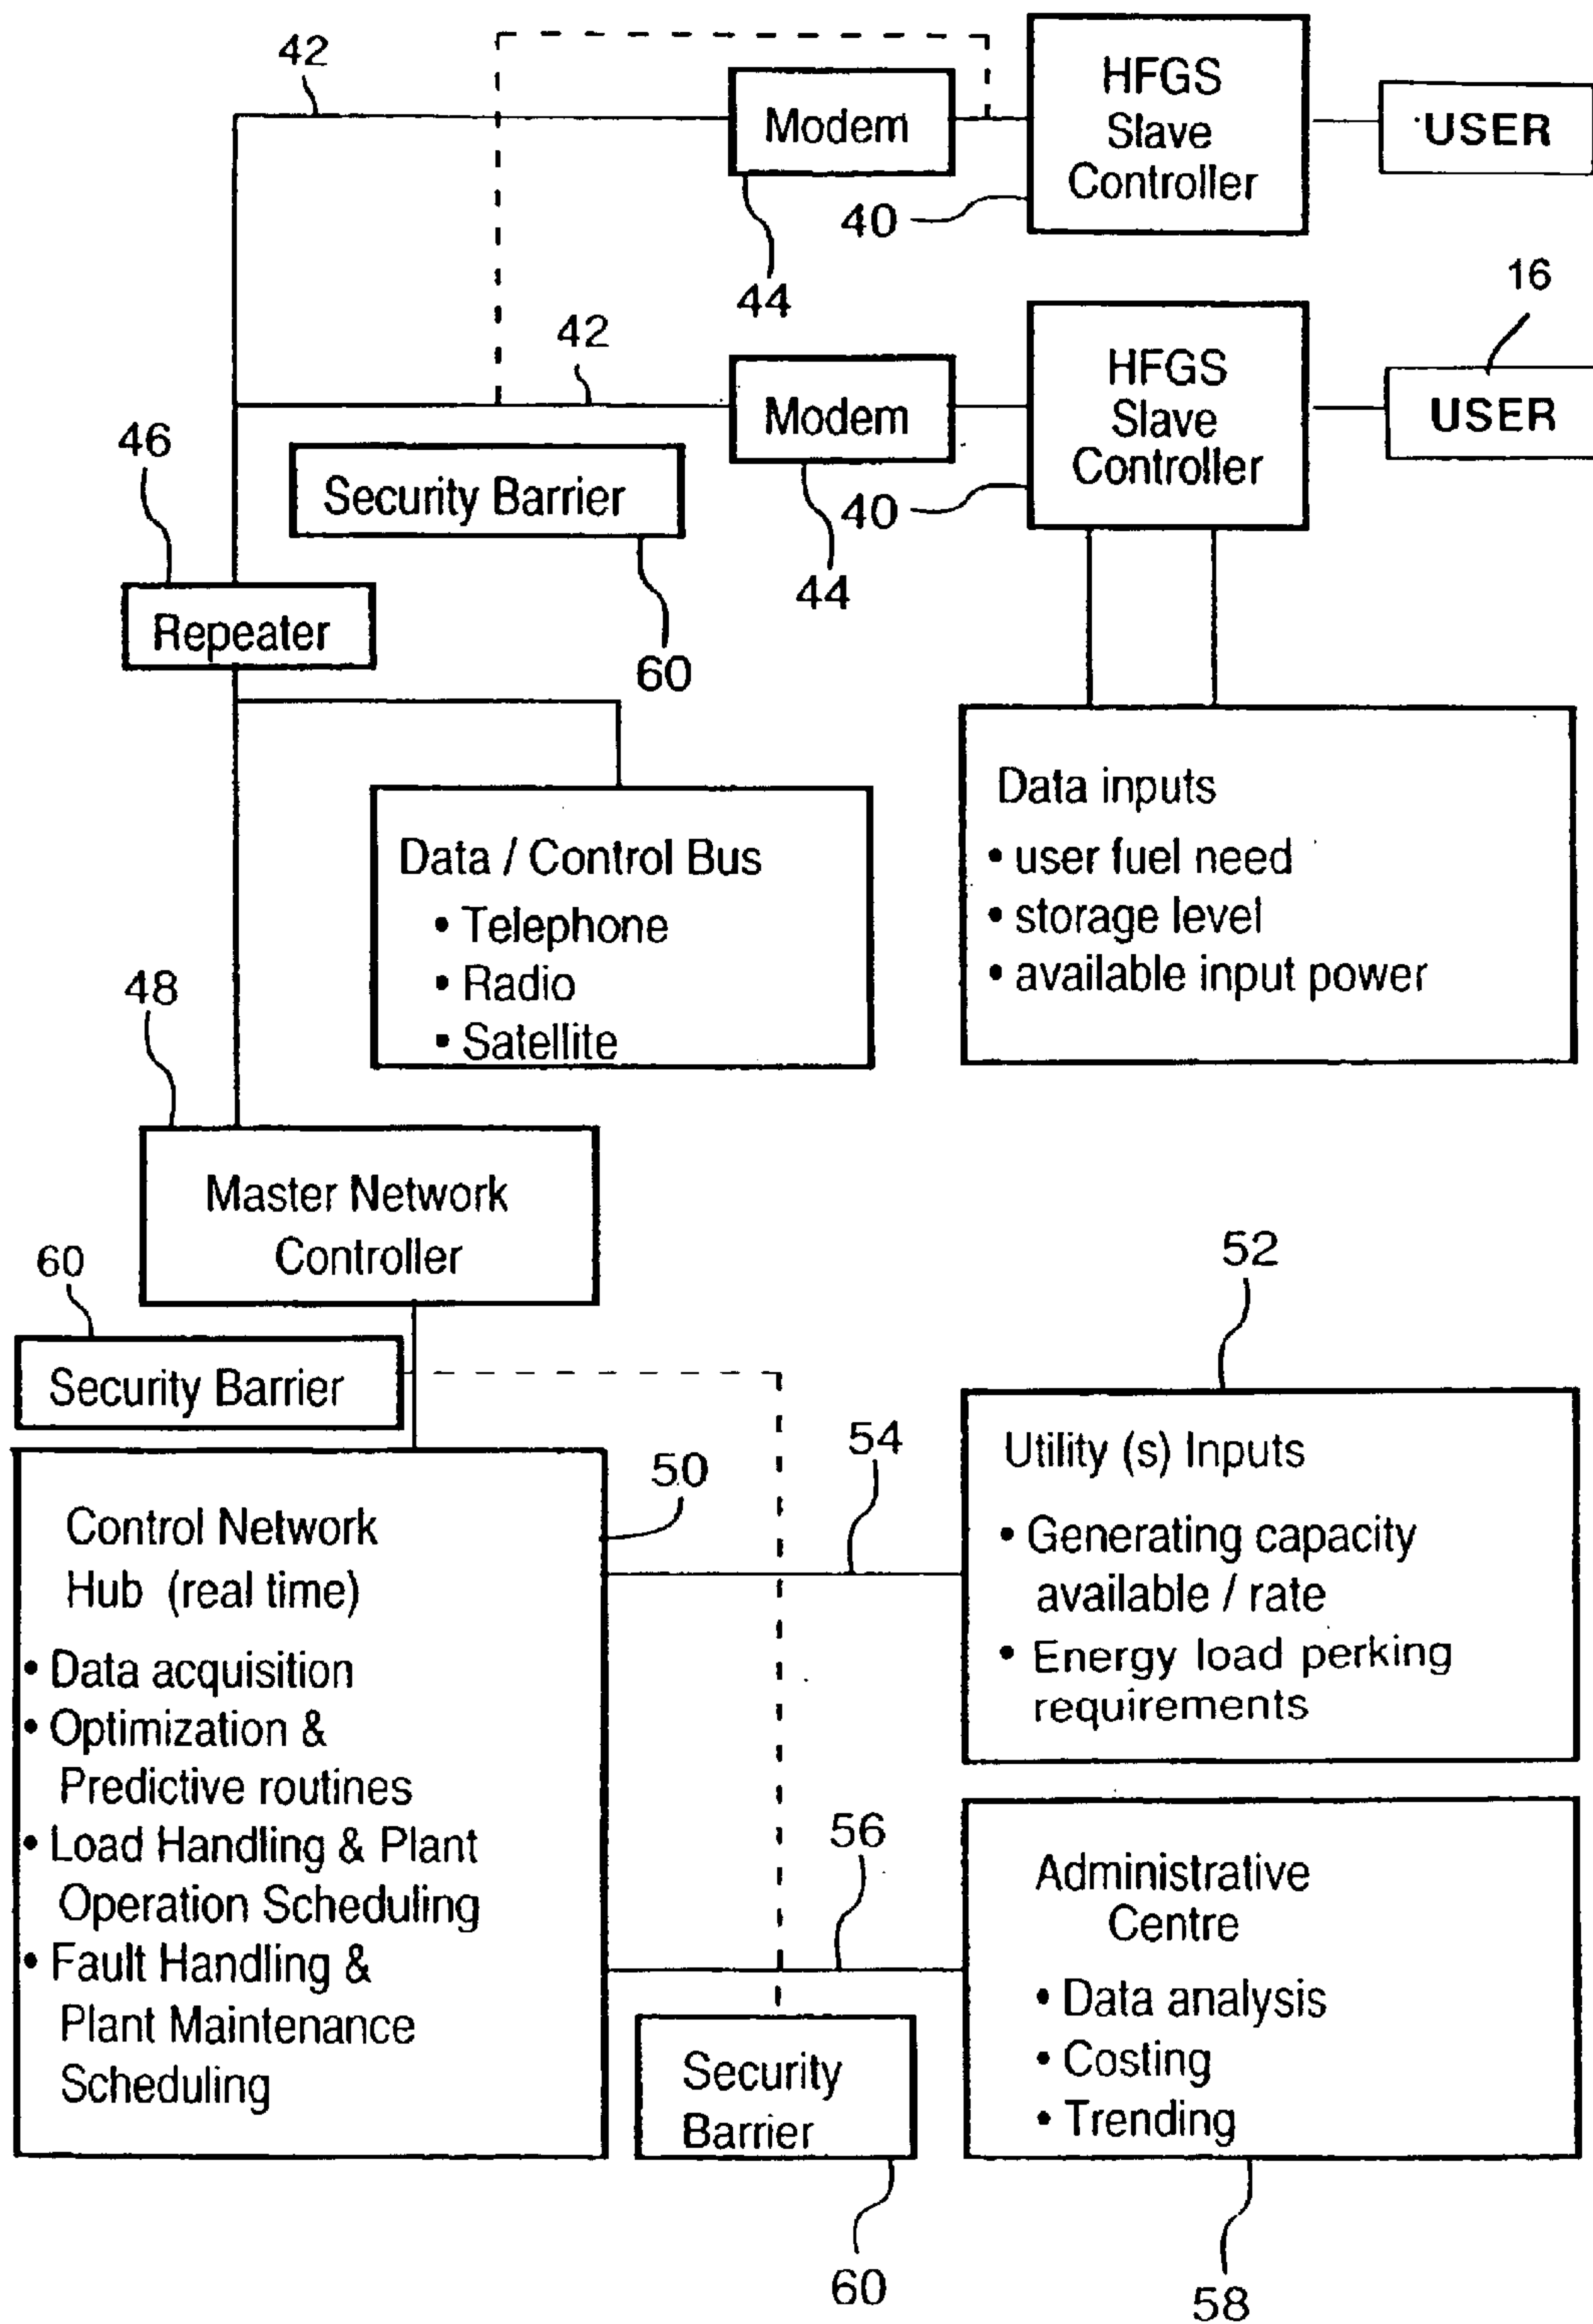 42
HFGS
Slave
Controller
Modem
USER
40
44
16
42
HFGS
Slave
Controller
Modem
USER
46
Security Barrier
40
44
Repeater
60
Data inputs
• user fuel need
• storage level
• available input power
Data / Control Bus
• Telephone
• Radio
• Satellite
48
Master Network
Controller
60
52
Security Barrier
54
50
Utility (s) Inputs
• Generating capacity
available / rate
• Energy load perking
requirements
Control Network
Hub (real time)
• Data acquisition
• Optimization &
Predictive routines
• Load Handling & Plant
Operation Scheduling
• Fault Handling &
Plant Maintenance
Scheduling
56
Administrative
Centre
• Data analysis
• Costing
• Trending
Security
Barrier
60
58